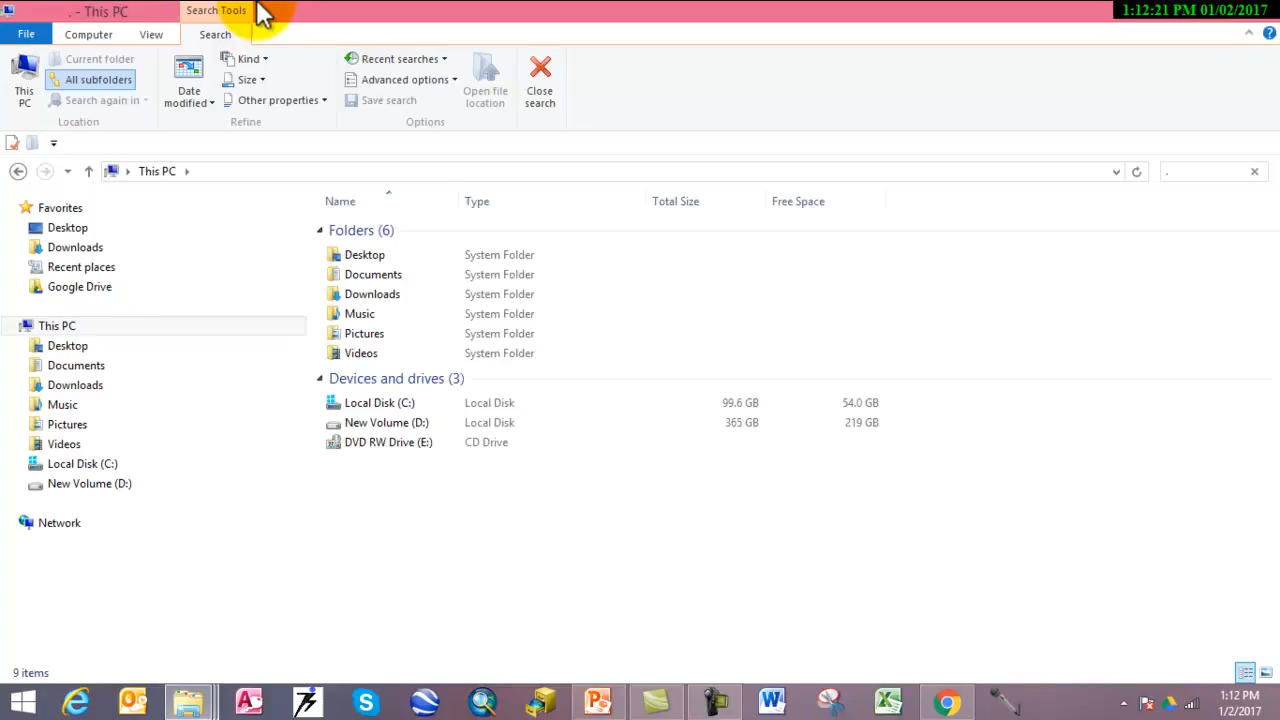 . - This PC
Search Tools
1:12:21 PM 01/02/2017
File
Computer
View
Search
This PC
Current folder
All subfolders
Search again in
Location
Date modified
Kind
Size
Other properties
Refine
Recent searches
Advanced options
Save search
Open file location
Options
Close search
This PC
.
Name
Type
Total Size
Free Space
Favorites
Desktop
Downloads
Recent places
Google Drive
This PC
Desktop
Documents
Downloads
Music
Pictures
Videos
Local Disk (C:)
New Volume (D:)
Network
Folders (6)
Desktop System Folder
Documents System Folder
Downloads System Folder
Music System Folder
Pictures System Folder
Videos System Folder
Devices and drives (3)
Local Disk (C:) Local Disk 99.6 GB 54.0 GB
New Volume (D:) Local Disk 365 GB 219 GB
DVD RW Drive (E:) CD Drive
9 items
1:12 PM
1/2/2017